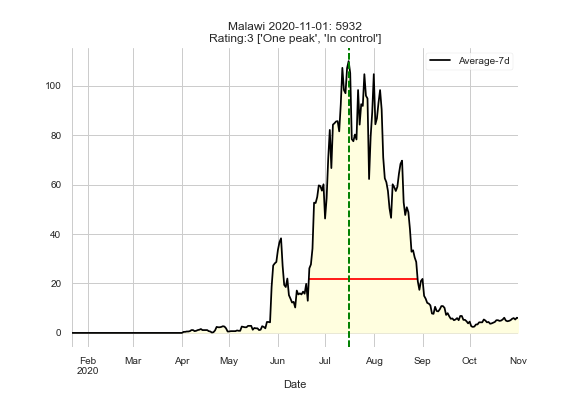 Malawi 2020-11-01: 5932
Rating:3 ['One peak', 'In control']
Average-7d
100
80
60
40
20
0
Feb Mar Apr May Jun Jul Aug Sep Oct Nov
2020
Date